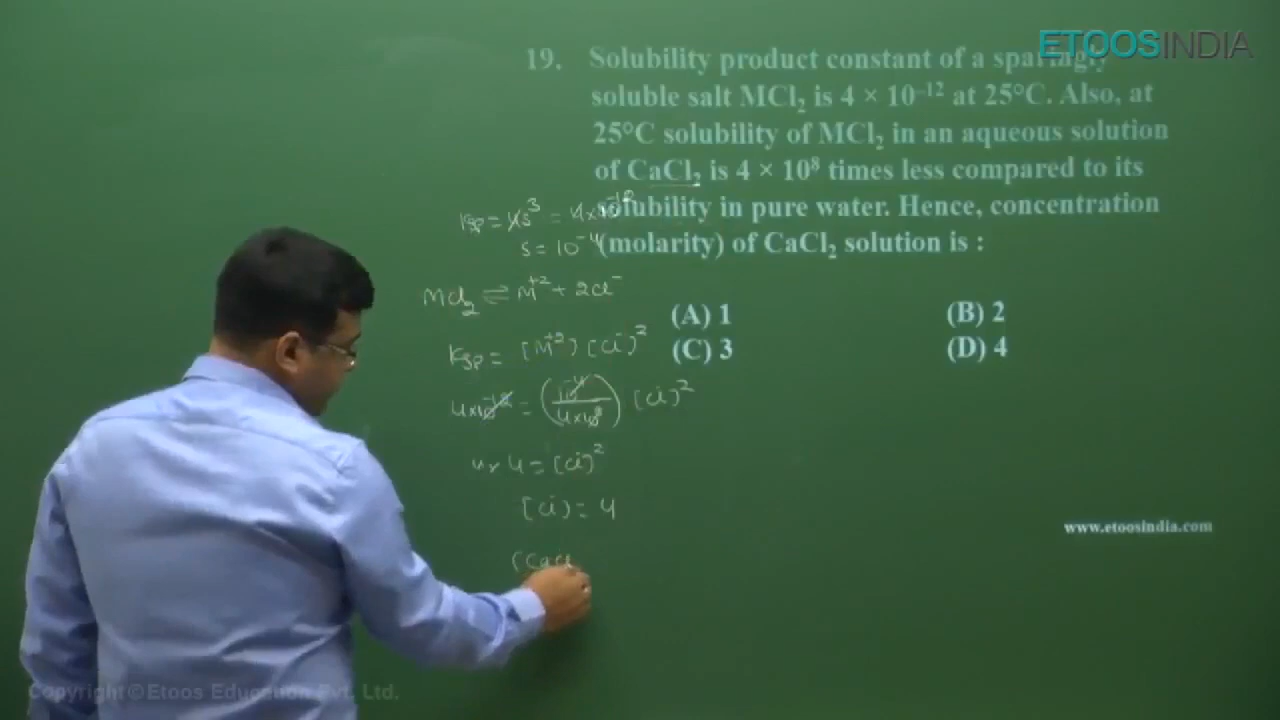 ETOOSINDIA
19. Solubility product constant of a sparingly
soluble salt MCl₂ is 4 × 10⁻¹² at 25°C. Also, at
25°C solubility of MCl₂ in an aqueous solution
of CaCl₂ is 4 × 10⁸ times less compared to its
solubility in pure water. Hence, concentration
(molarity) of CaCl₂ solution is :
(A) 1 (B) 2
(C) 3 (D) 4
Ksp = 4s³ = 4×10⁻¹²
s = 10⁻⁴
MCl₂ ⇌ M⁺² + 2Cl⁻
Ksp = [M⁺²] [Cl⁻]²
4×10⁻¹² = (10⁻⁴/4×10⁸) [Cl⁻]²
4×4 = [Cl⁻]²
[Cl⁻] = 4
(CaCl
www.etoosindia.com
Copyright © Etoos Education Pvt. Ltd.